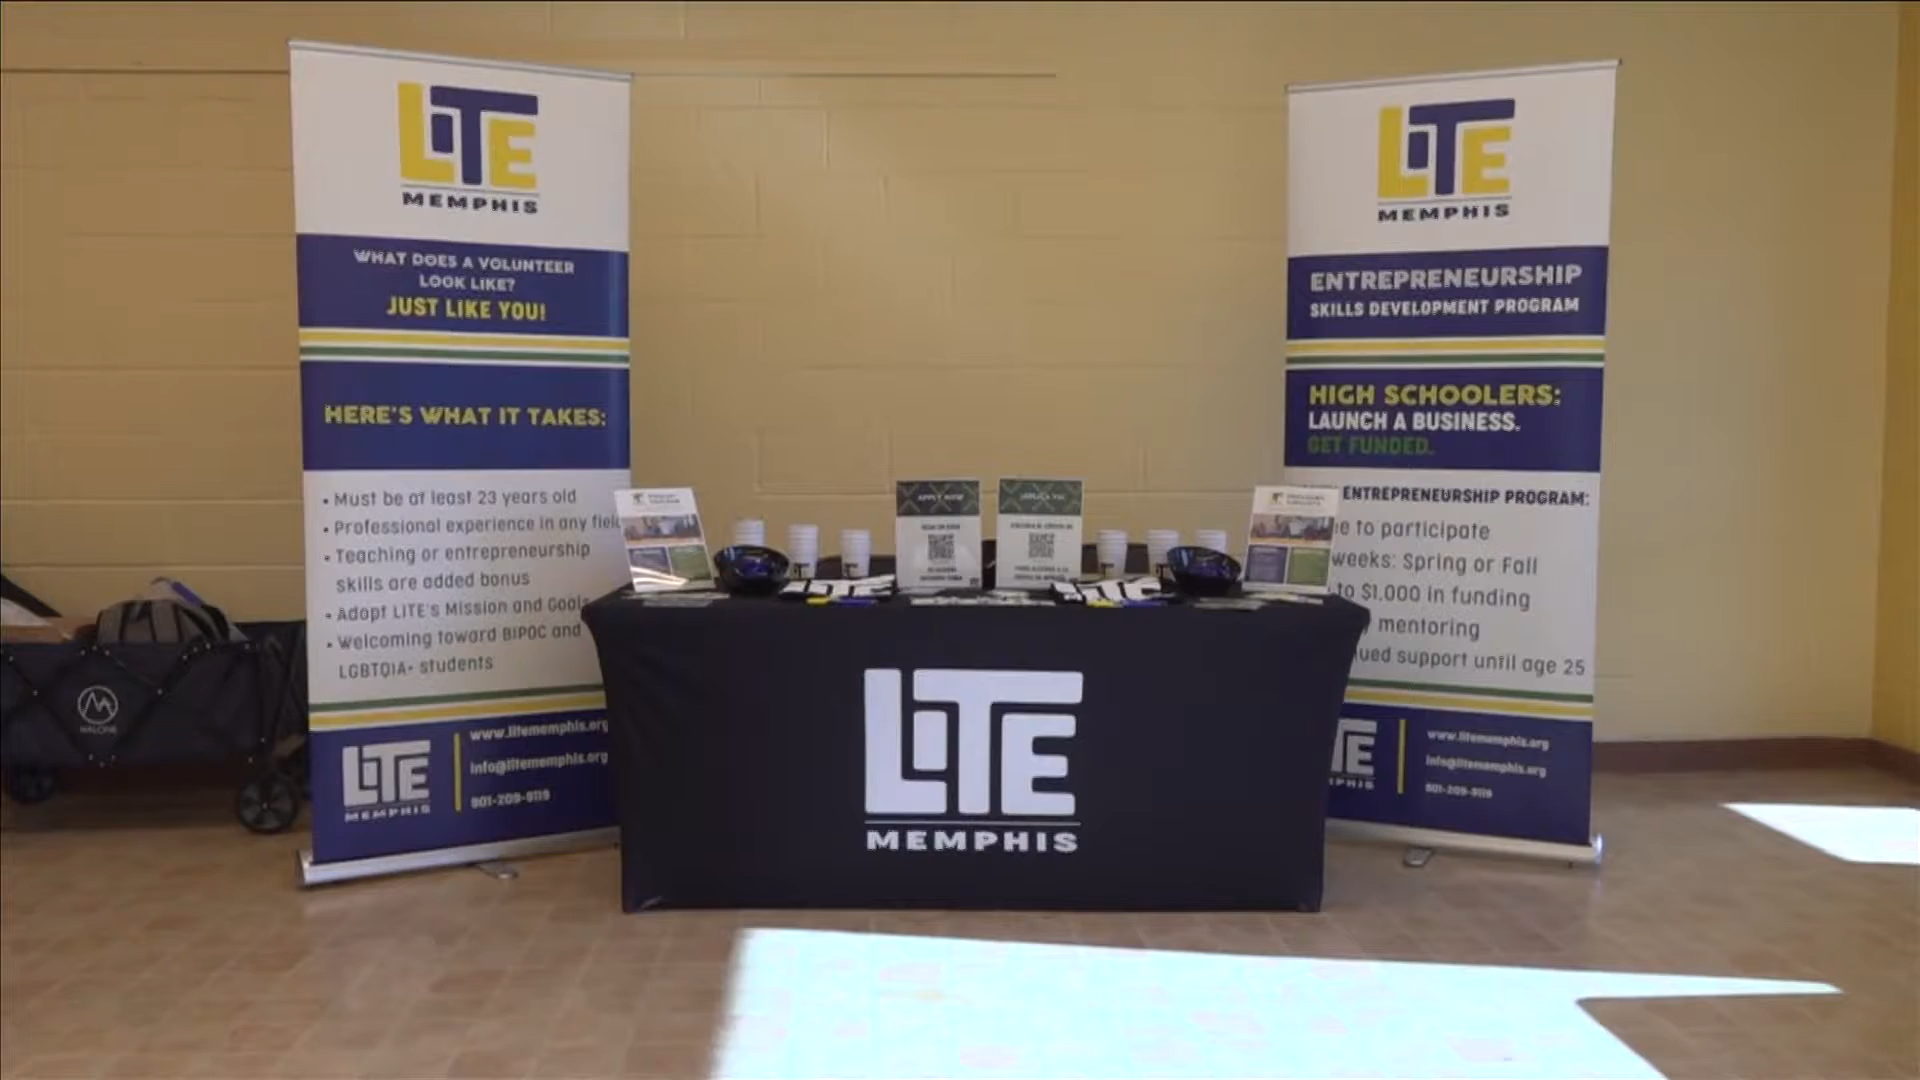 LITE
MEMPHIS
WHAT DOES A VOLUNTEER
LOOK LIKE?
JUST LIKE YOU!
HERE'S WHAT IT TAKES:
• Must be at least 23 years old
• Professional experience in any fiel
• Teaching or entrepreneurship
skills are added bonus
• Adopt LITE's Mission and Goals
• Welcoming toward BIPOC and
LGBTQIA+ students
LITE
MEMPHIS
www.litememphis.org
info@litememphis.org
901-209-9119
MALONE
APPLY NOW
LITE
MEMPHIS
LITE
MEMPHIS
ENTREPRENEURSHIP
SKILLS DEVELOPMENT PROGRAM
HIGH SCHOOLERS:
LAUNCH A BUSINESS.
GET FUNDED.
ENTREPRENEURSHIP PROGRAM:
e to participate
weeks: Spring or Fall
to $1,000 in funding
mentoring
ued support until age 25
TE
PHIS
www.litememphis.org
info@litememphis.org
901-209-9119